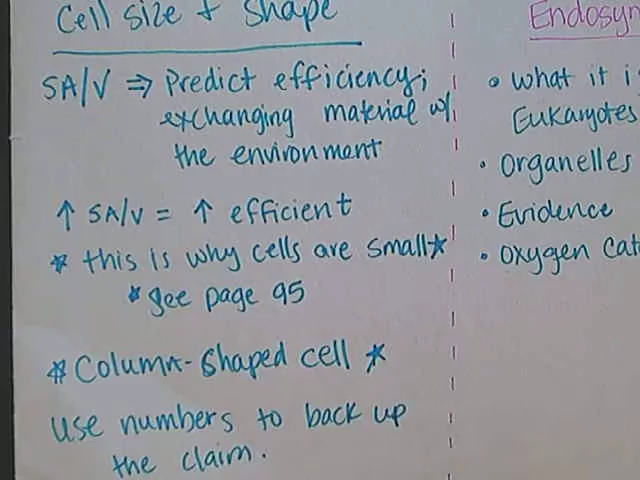 Cell size + Shape
SA/V ⇒ Predict efficiency;
exchanging material w/
the environment
↑ SA/V = ↑ efficient
* this is why cells are small *
* See page 95
* Column-Shaped cell *
Use numbers to back up
the claim.
Endosym
• What it i
Eukaryotes
• Organelles
• Evidence
• Oxygen Cat